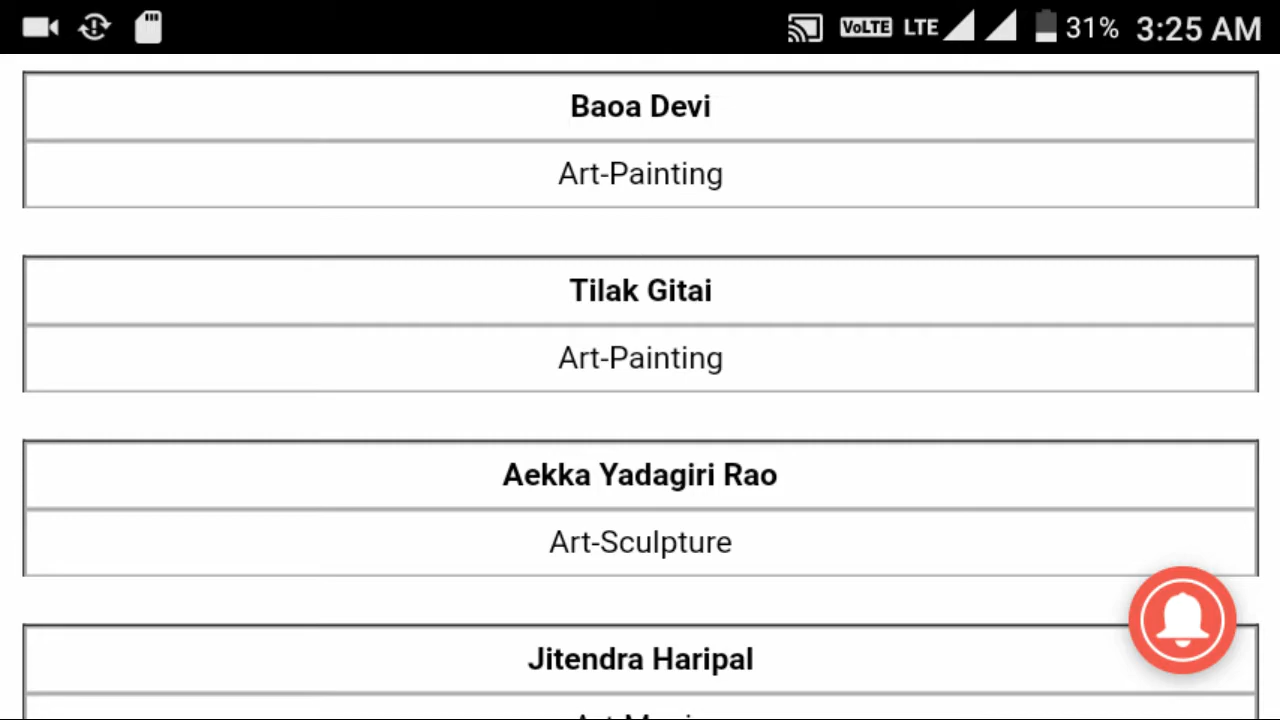 VoLTE LTE 31% 3:25 AM
Baoa Devi
Art-Painting
Tilak Gitai
Art-Painting
Aekka Yadagiri Rao
Art-Sculpture
Jitendra Haripal